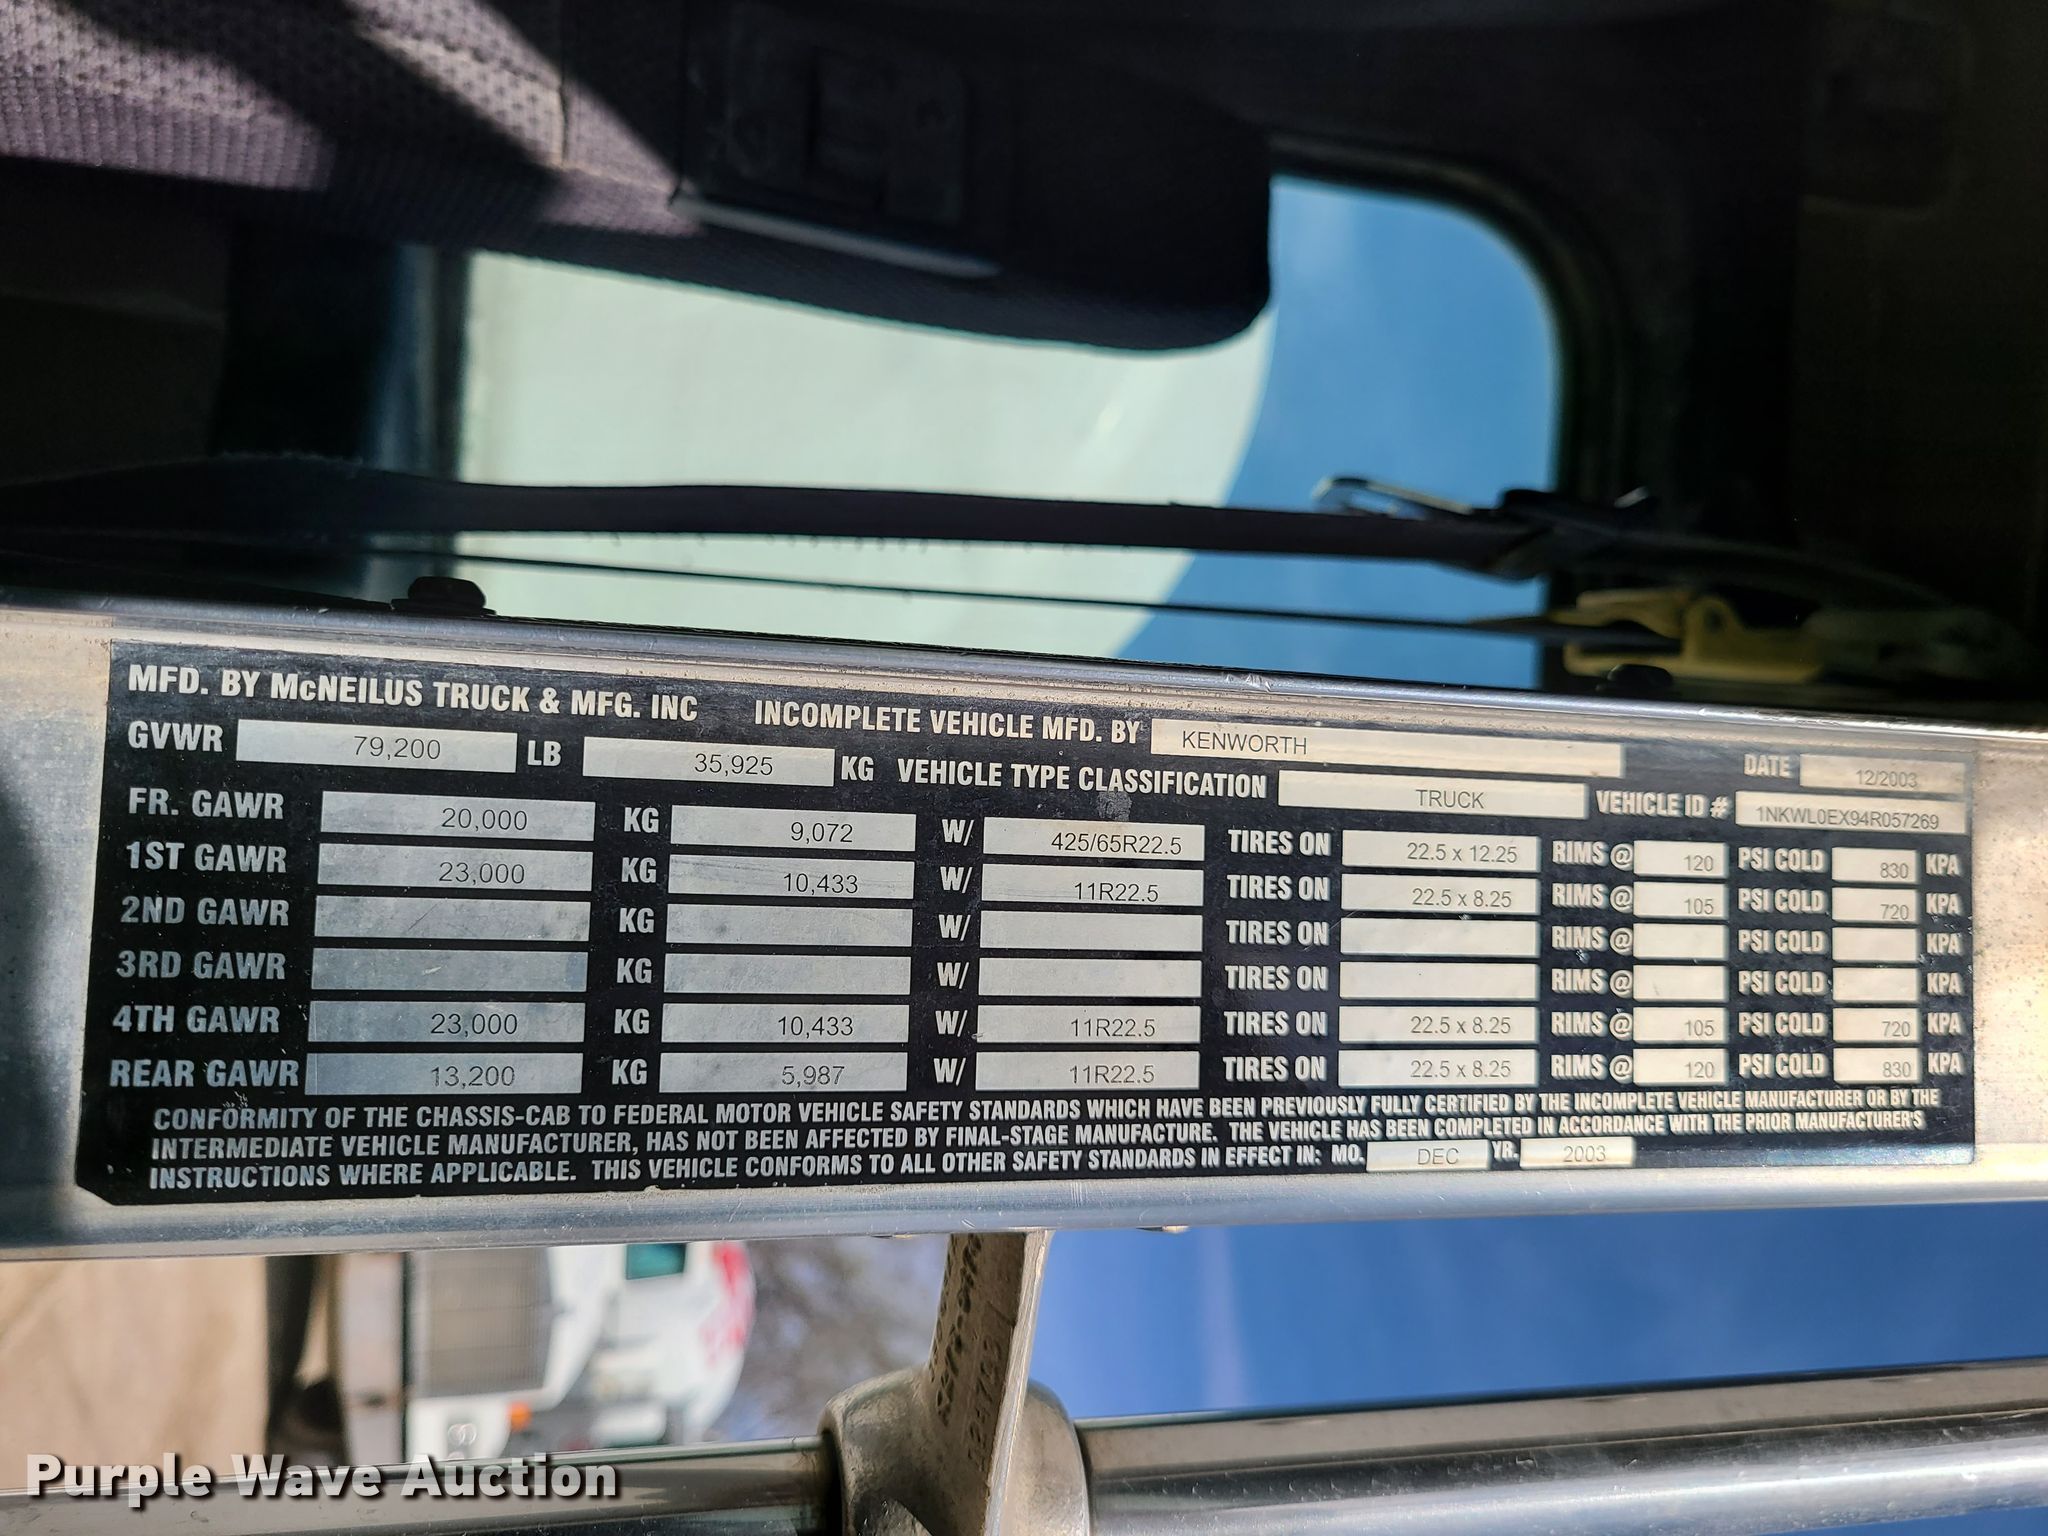 MFD. BY McNEILUS TRUCK & MFG. INC INCOMPLETE VEHICLE MFD. BY KENWORTH DATE 12/2003
GVWR 79,200 LB 35,925 KG VEHICLE TYPE CLASSIFICATION TRUCK VEHICLE ID # 1NKWL0EX94R057269
FR. GAWR 20,000 KG 9,072 W/ 425/65R22.5 TIRES ON 22.5 x 12.25 RIMS @ 120 PSI COLD 830 KPA
1ST GAWR 23,000 KG 10,433 W/ 11R22.5 TIRES ON 22.5 x 8.25 RIMS @ 105 PSI COLD 720 KPA
2ND GAWR KG W/ TIRES ON RIMS @ PSI COLD KPA
3RD GAWR KG W/ TIRES ON RIMS @ PSI COLD KPA
4TH GAWR 23,000 KG 10,433 W/ 11R22.5 TIRES ON 22.5 x 8.25 RIMS @ 105 PSI COLD 720 KPA
REAR GAWR 13,200 KG 5,987 W/ 11R22.5 TIRES ON 22.5 x 8.25 RIMS @ 120 PSI COLD 830 KPA
CONFORMITY OF THE CHASSIS-CAB TO FEDERAL MOTOR VEHICLE SAFETY STANDARDS WHICH HAVE BEEN PREVIOUSLY FULLY CERTIFIED BY THE INCOMPLETE VEHICLE MANUFACTURER OR BY THE
INTERMEDIATE VEHICLE MANUFACTURER, HAS NOT BEEN AFFECTED BY FINAL-STAGE MANUFACTURE. THE VEHICLE HAS BEEN COMPLETED IN ACCORDANCE WITH THE PRIOR MANUFACTURER'S
INSTRUCTIONS WHERE APPLICABLE. THIS VEHICLE CONFORMS TO ALL OTHER SAFETY STANDARDS IN EFFECT IN: MO. DEC YR. 2003
Purple Wave Auction